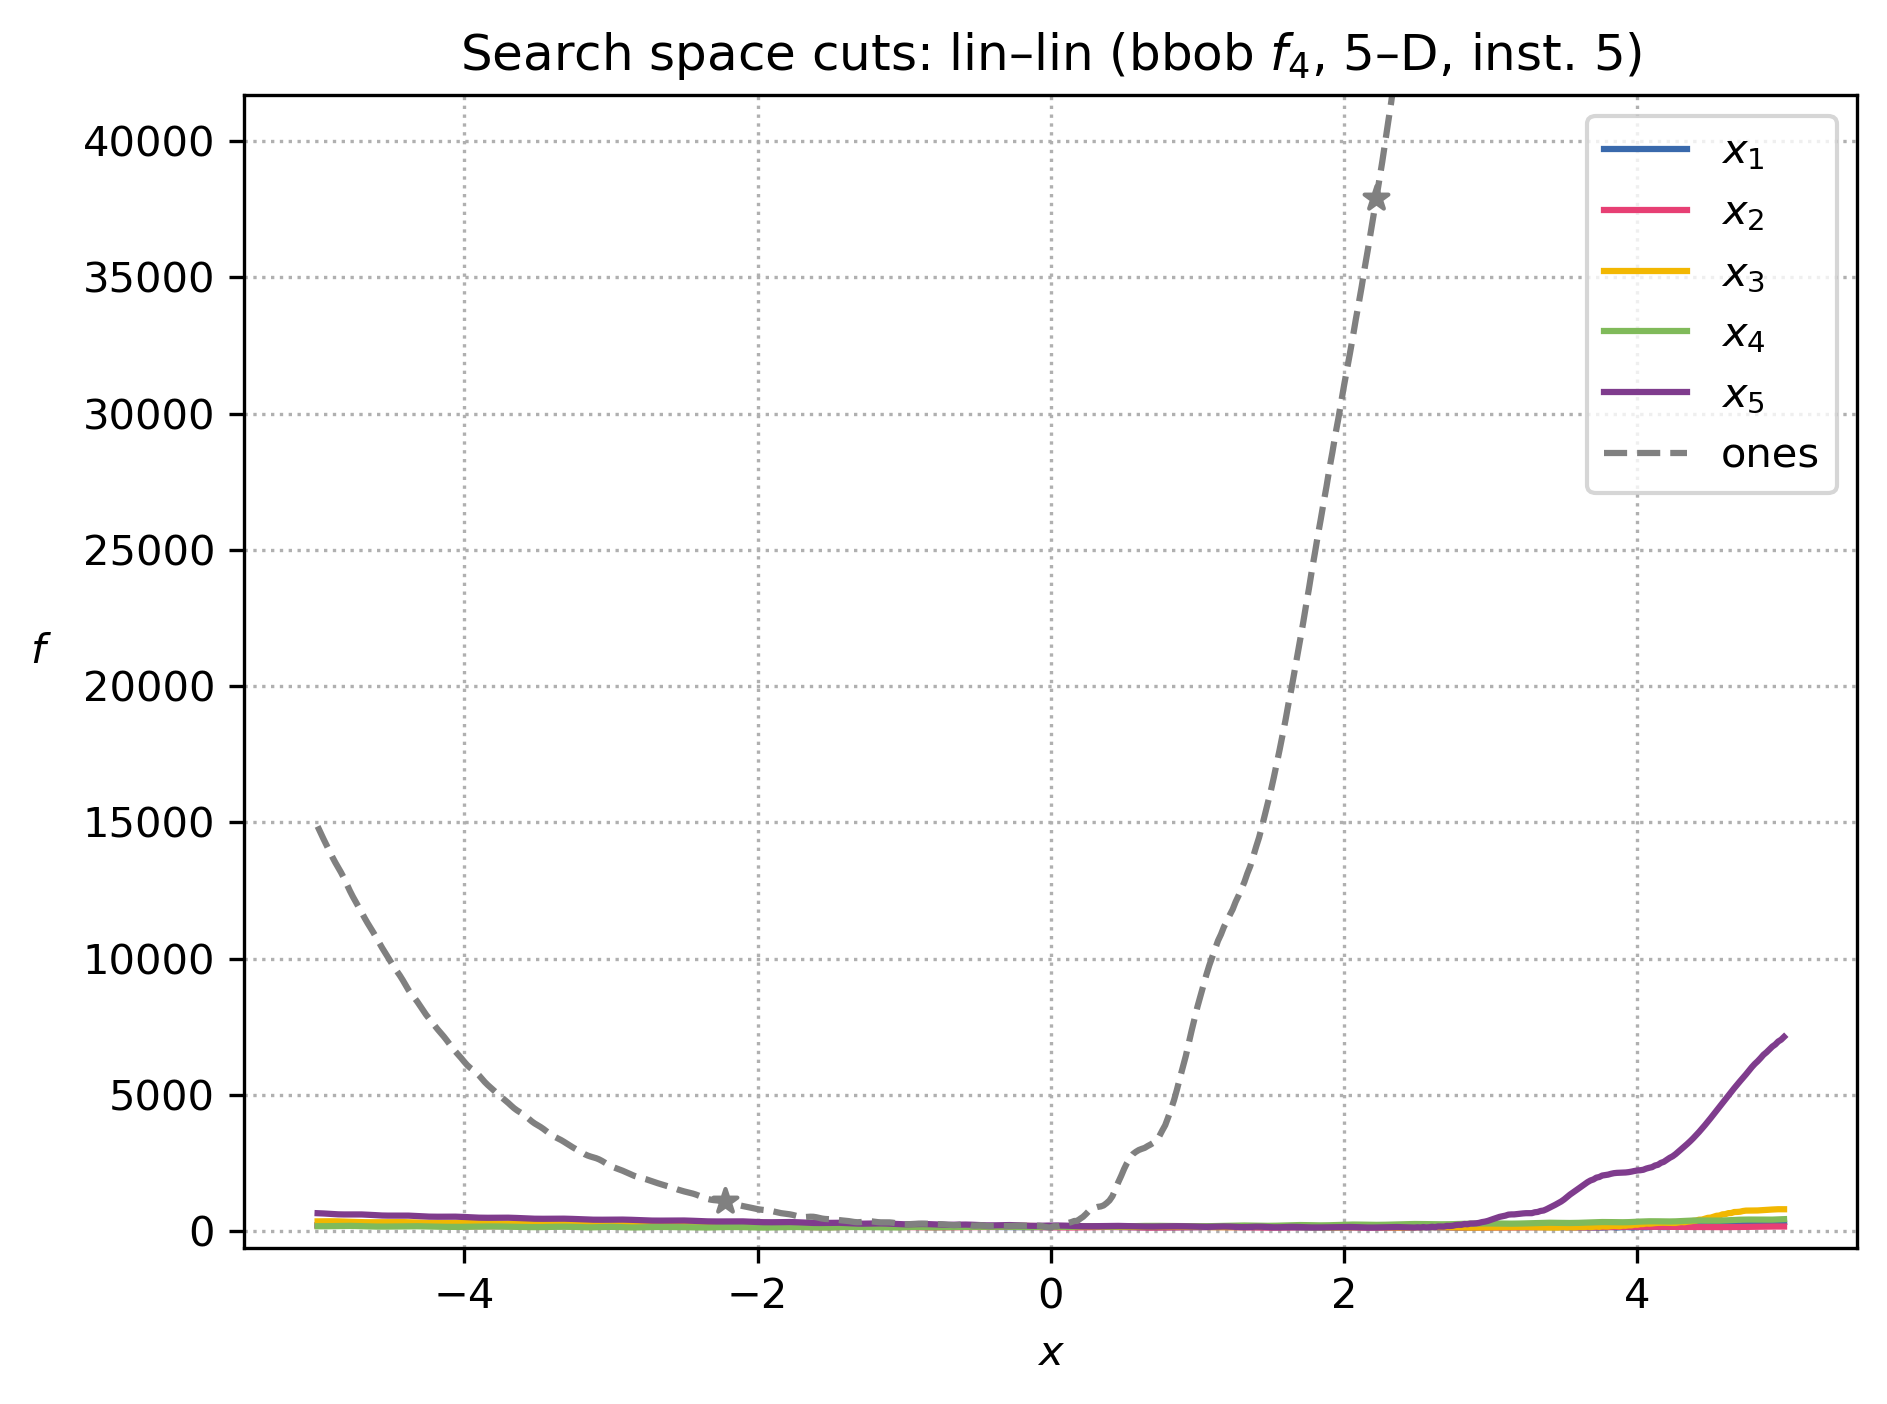 Search space cuts: lin–lin (bbob f₄, 5–D, inst. 5)
40000
35000
30000
25000
20000
15000
10000
5000
0
f
−4
−2
0
2
4
x
x₁
x₂
x₃
x₄
x₅
ones